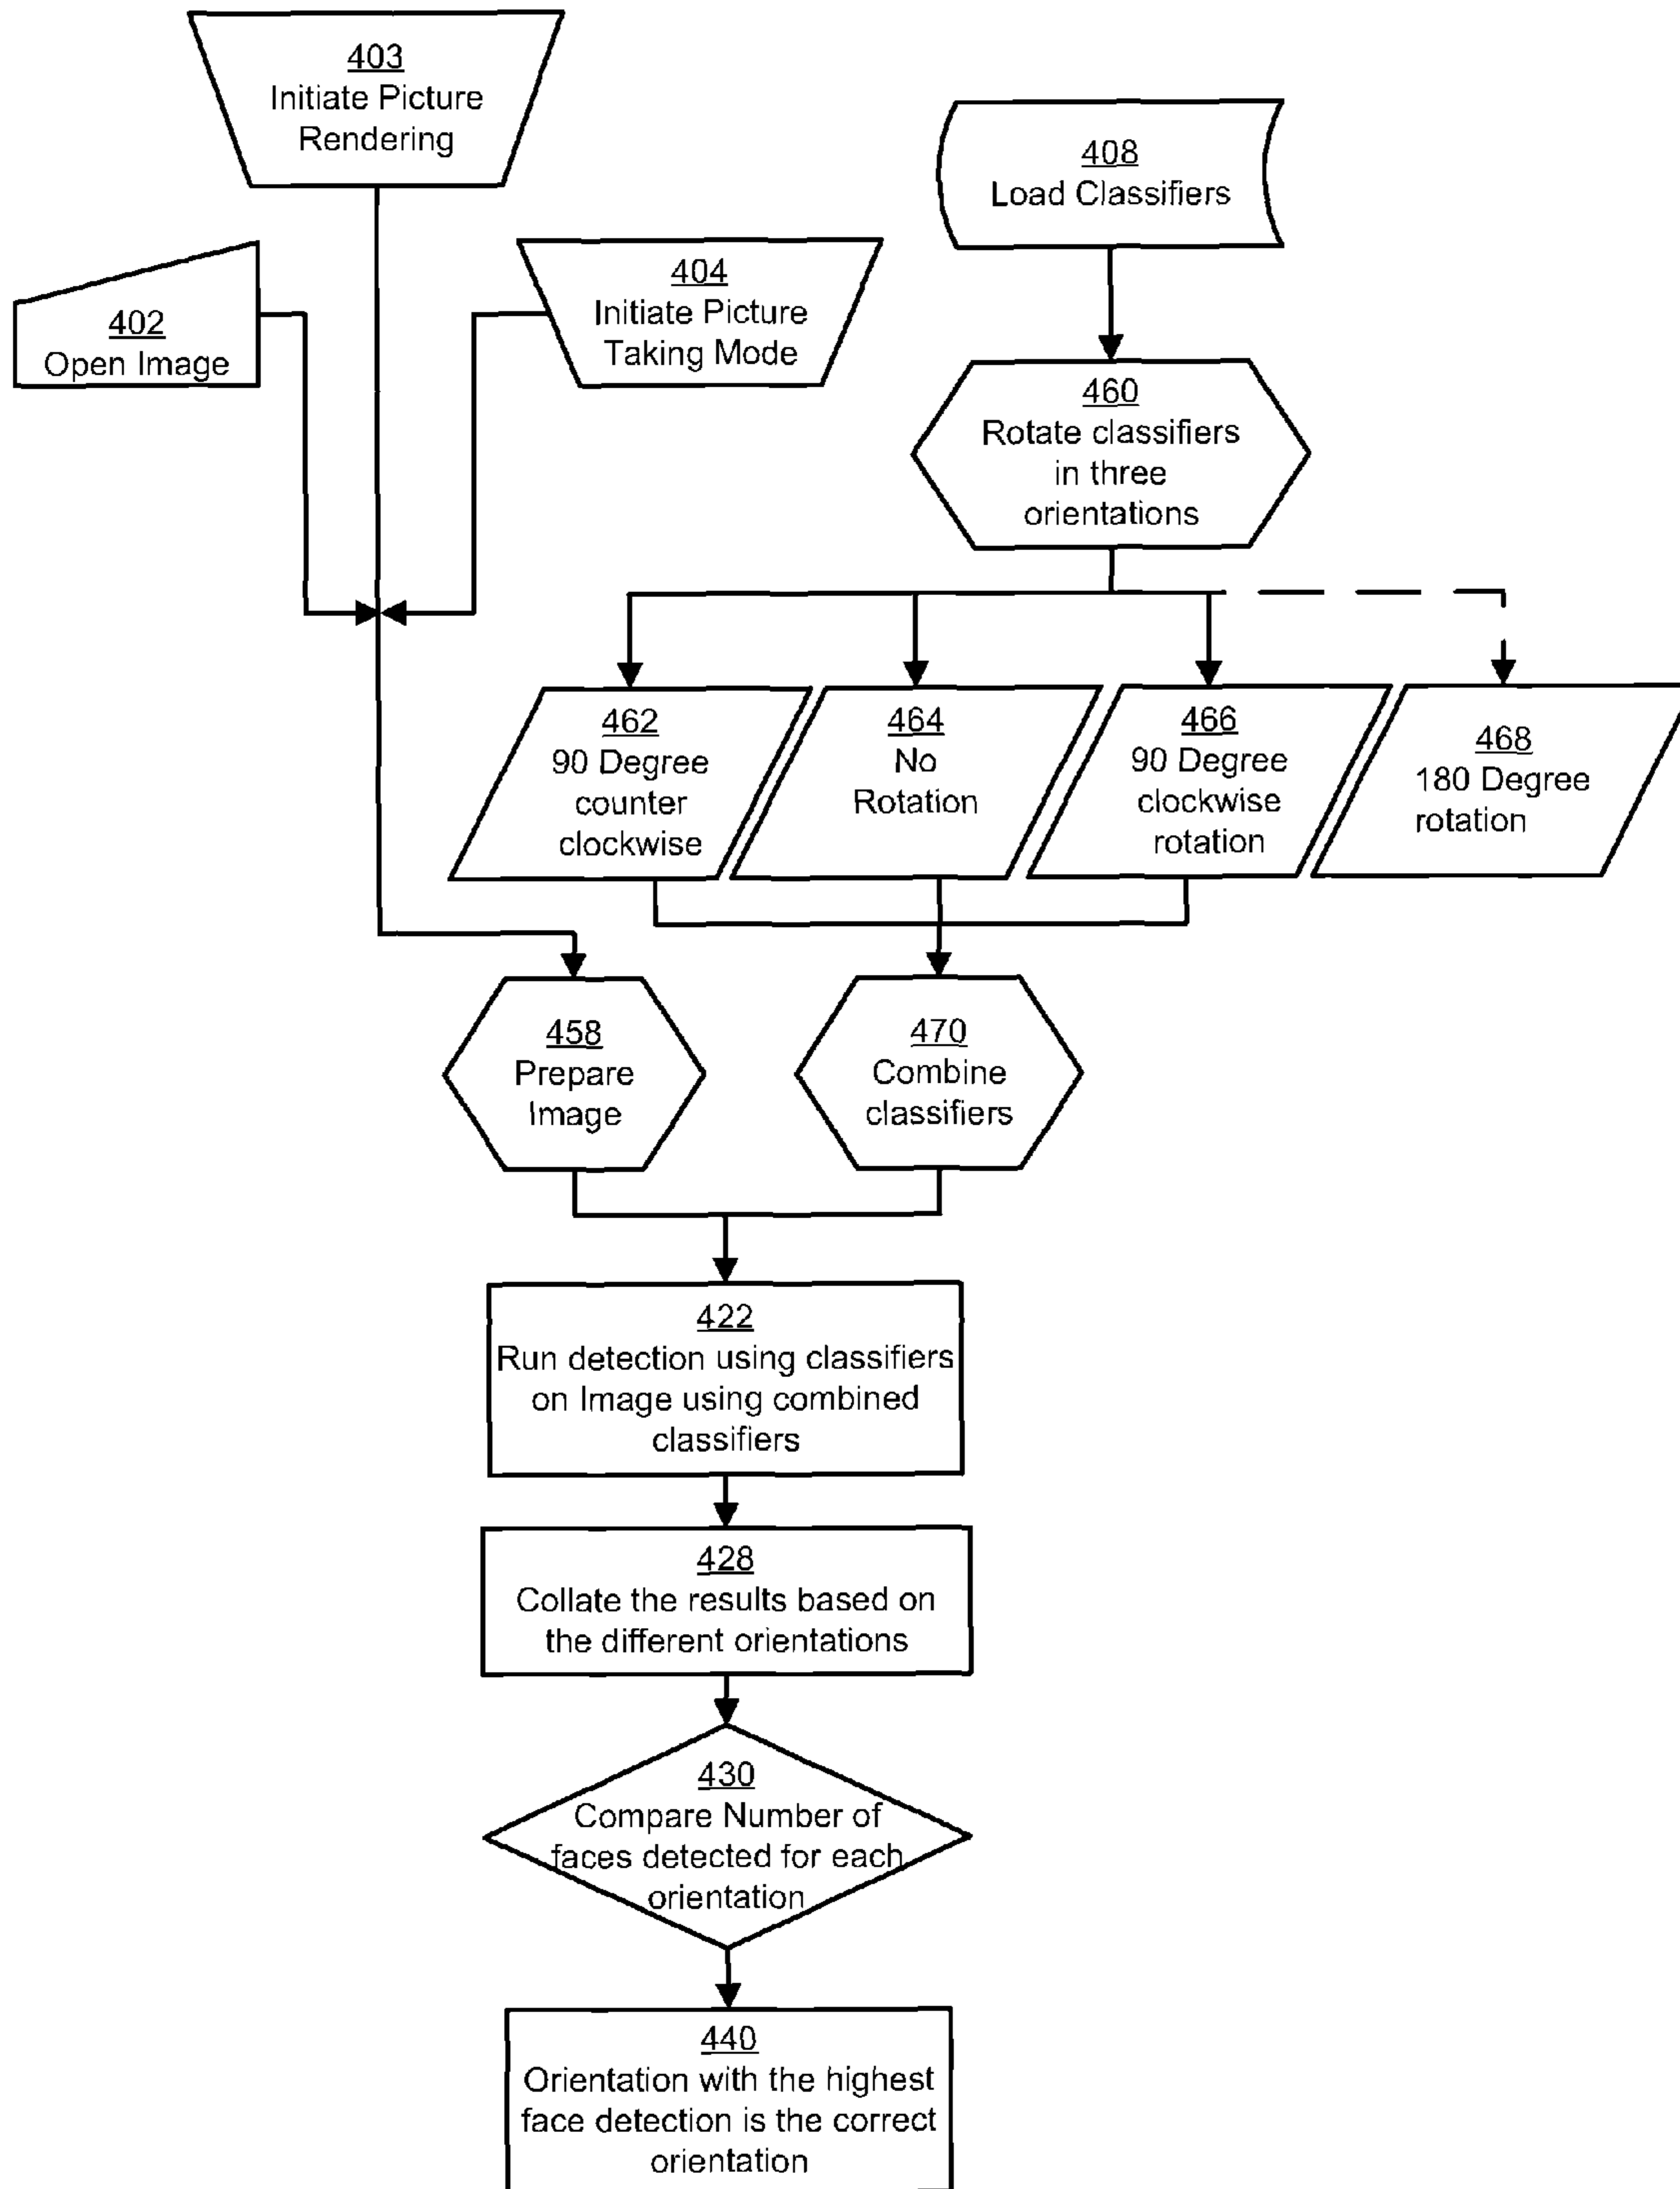 403
Initiate Picture
Rendering
408
Load Classifiers
402
Open Image
404
Initiate Picture
Taking Mode
460
Rotate classifiers
in three
orientations
462
90 Degree
counter
clockwise
464
No
Rotation
466
90 Degree
clockwise
rotation
468
180 Degree
rotation
458
Prepare
Image
470
Combine
classifiers
422
Run detection using classifiers
on Image using combined
classifiers
428
Collate the results based on
the different orientations
430
Compare Number of
faces detected for each
orientation
440
Orientation with the highest
face detection is the correct
orientation